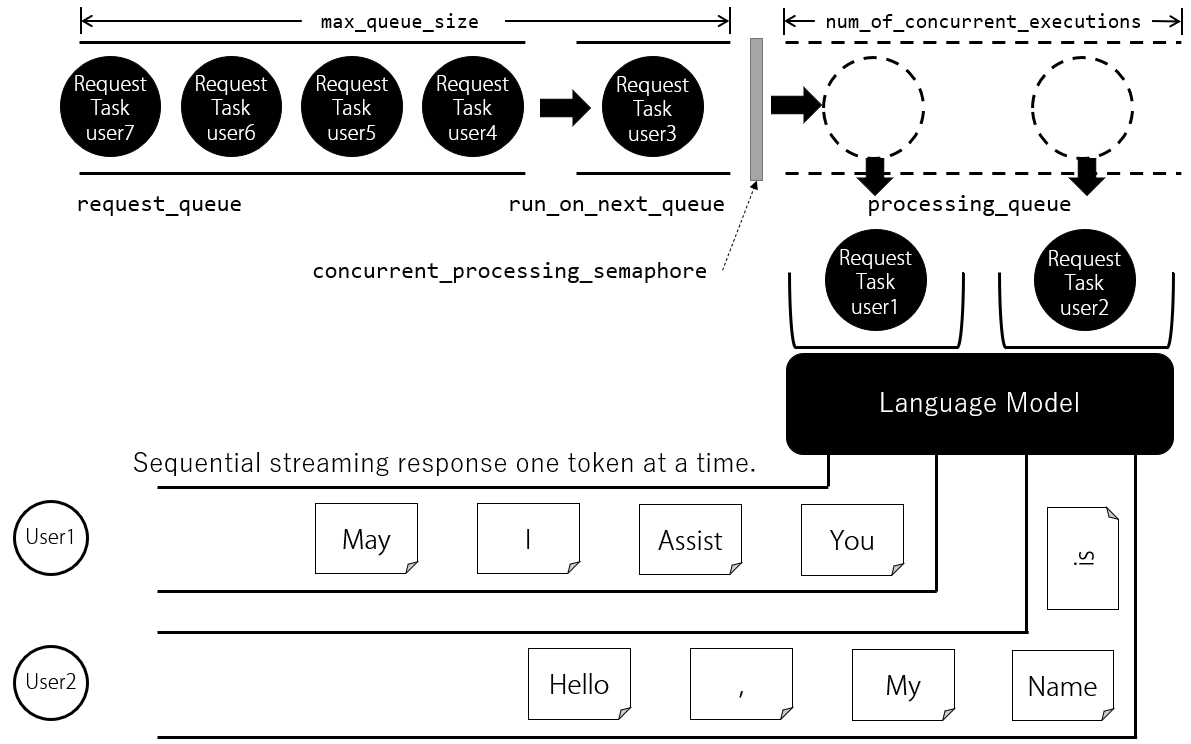 max_queue_size
num_of_concurrent_executions
Request
Task
user7
Request
Task
user6
Request
Task
user5
Request
Task
user4
Request
Task
user3
request_queue
run_on_next_queue
processing_queue
concurrent_processing_semaphore
Request
Task
user1
Request
Task
user2
Language Model
Sequential streaming response one token at a time.
User1
May
I
Assist
You
is
User2
Hello
,
My
Name